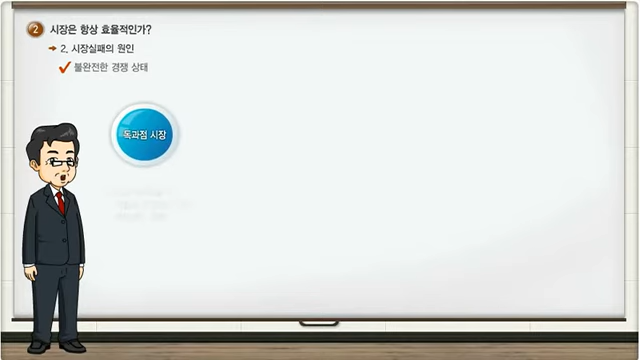 2 시장은 항상 효율적인가?
2. 시장실패의 원인
불완전한 경쟁 상태
독과점 시장